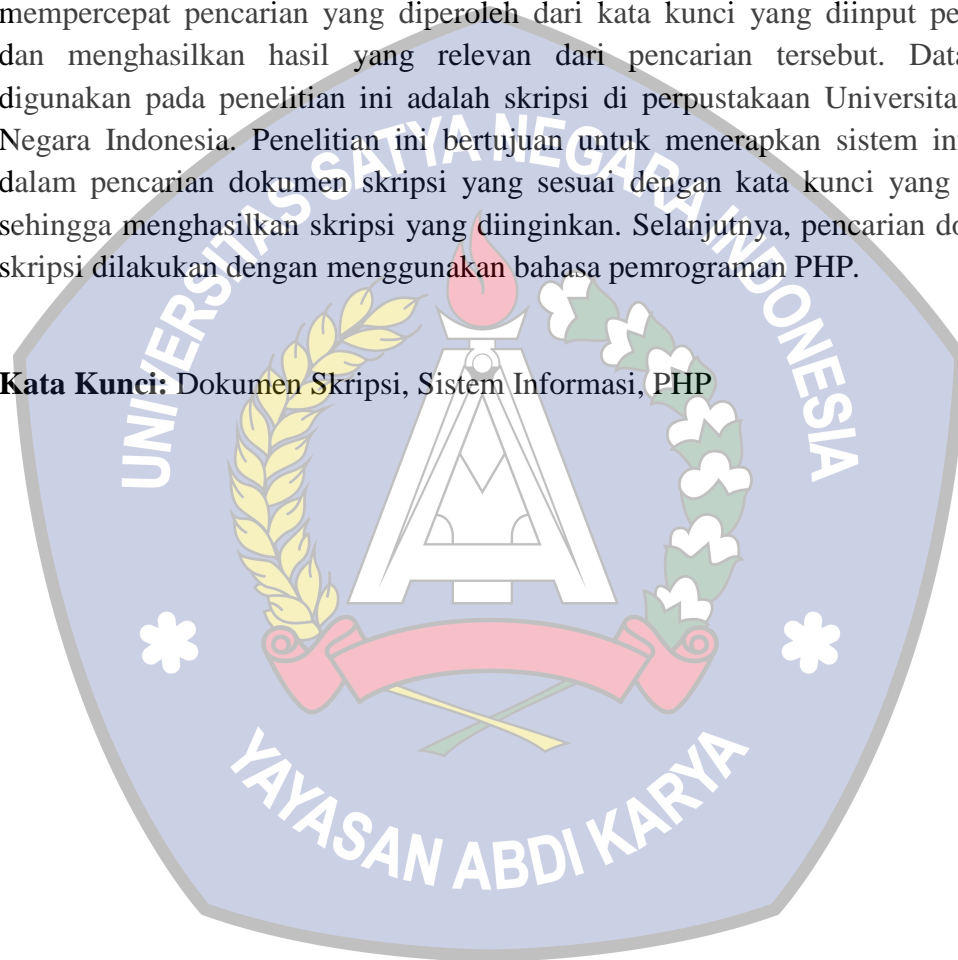 mempercepat pencarian yang diperoleh dari kata kunci yang diinput pe
dan menghasilkan hasil yang relevan dari pencarian tersebut. Data
digunakan pada penelitian ini adalah skripsi di perpustakaan Universita
Negara Indonesia. Penelitian ini bertujuan untuk menerapkan sistem in
dalam pencarian dokumen skripsi yang sesuai dengan kata kunci yang
sehingga menghasilkan skripsi yang diinginkan. Selanjutnya, pencarian do
skripsi dilakukan dengan menggunakan bahasa pemrograman PHP.
Kata Kunci: Dokumen Skripsi, Sistem Informasi, PHP
UNIVERSITAS SATYA NEGARA INDONESIA
YAYASAN ABDI KARYA